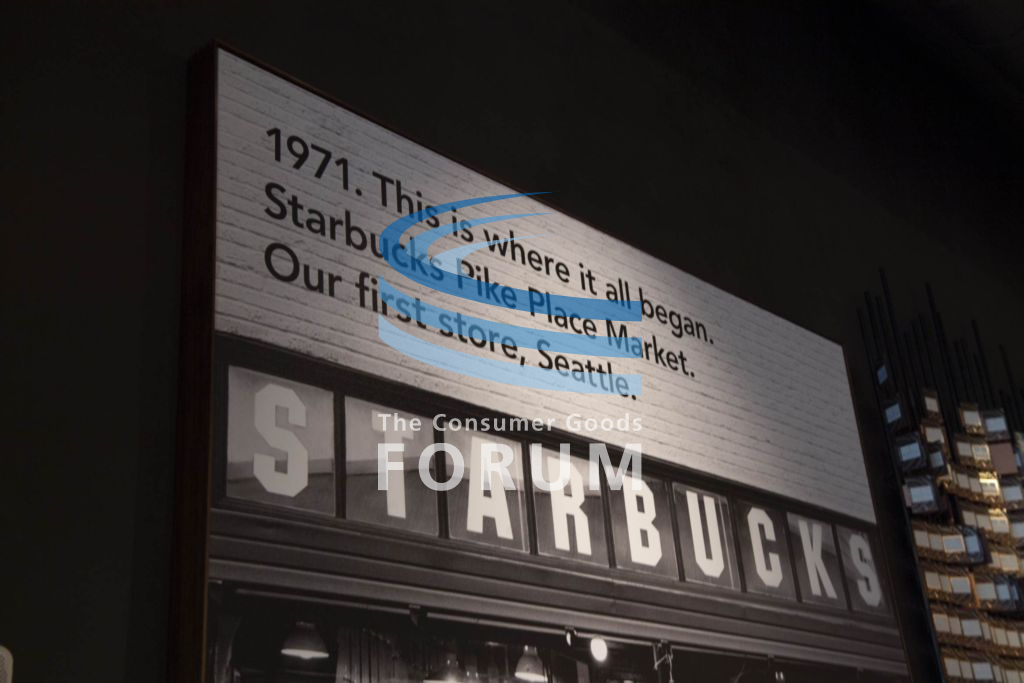 1971. This is where it all began.
Starbucks Pike Place Market.
Our first store, Seattle.
The Consumer Goods
FORUM
STARBUCKS